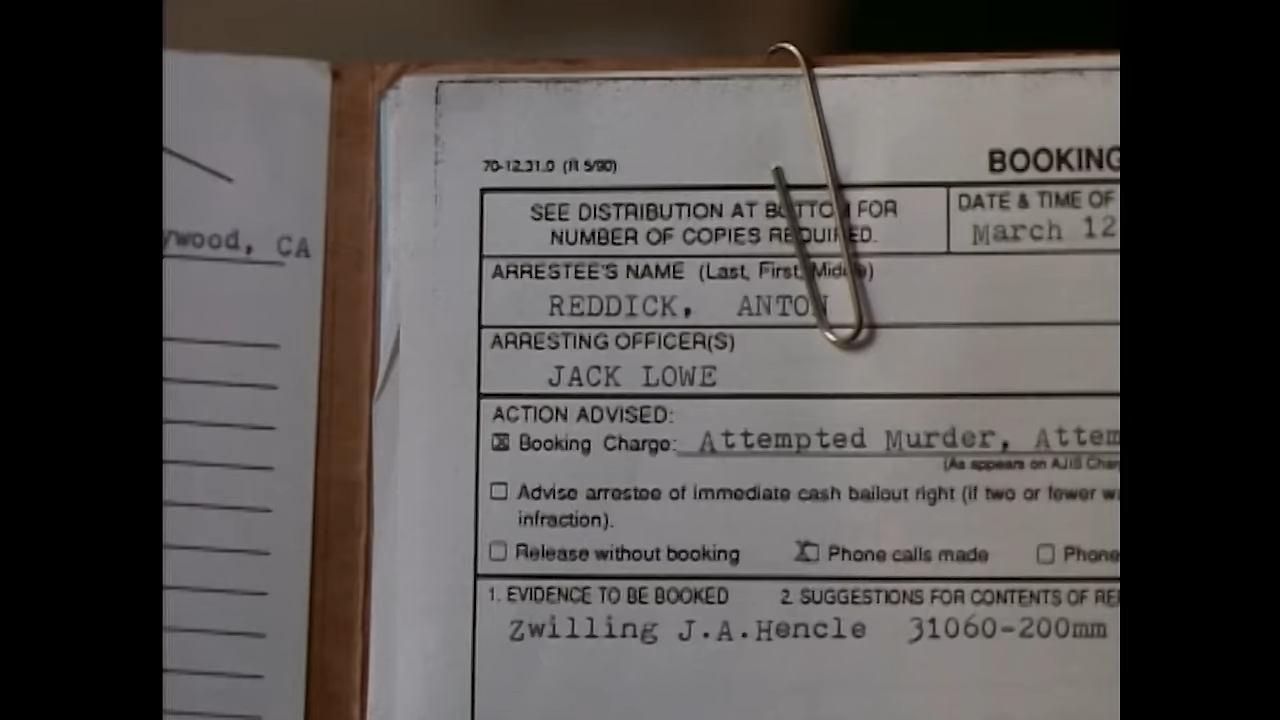 ywood, CA
70-12.31.0 (R 5/90)
BOOKING
SEE DISTRIBUTION AT BOTTOM FOR
NUMBER OF COPIES REQUIRED.
DATE & TIME OF
March 12
ARRESTEE'S NAME (Last, First, Middle)
REDDICK, ANTON
ARRESTING OFFICER(S)
JACK LOWE
ACTION ADVISED:
Booking Charge: Attempted Murder, Attem
(As appears on AJIS Char
Advise arrestee of immediate cash bailout right (if two or fewer w
infraction).
Release without booking Phone calls made Phone
1. EVIDENCE TO BE BOOKED 2. SUGGESTIONS FOR CONTENTS OF RE
Zwilling J.A.Hencle 31060-200mm